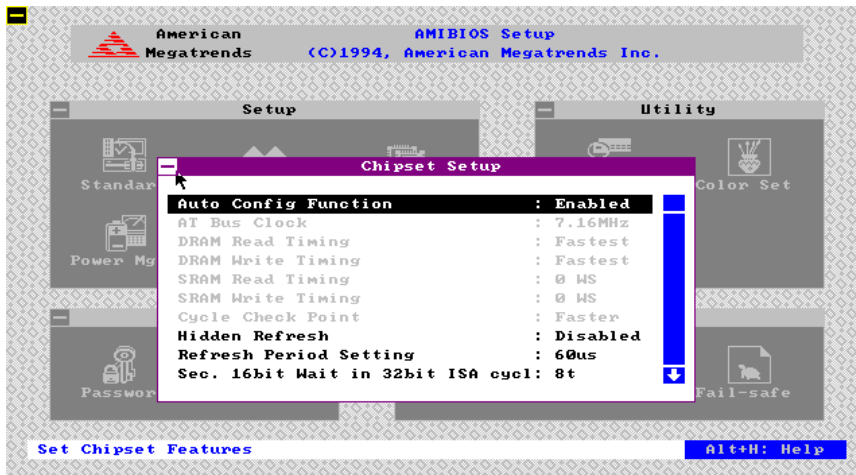 American
Megatrends
AMIBIOS Setup
(C)1994, American Megatrends Inc.
Setup
Utility
Chipset Setup
Standar
Color Set
Auto Config Function : Enabled
AT Bus Clock : 7.16MHz
DRAM Read Timing : Fastest
DRAM Write Timing : Fastest
Power Mg
SRAM Read Timing : 0 WS
SRAM Write Timing : 0 WS
Cycle Check Point : Faster
Hidden Refresh : Disabled
Refresh Period Setting : 60us
Sec. 16bit Wait in 32bit ISA cycl: 8t
Passwor
Fail-safe
Set Chipset Features
Alt+H: Help